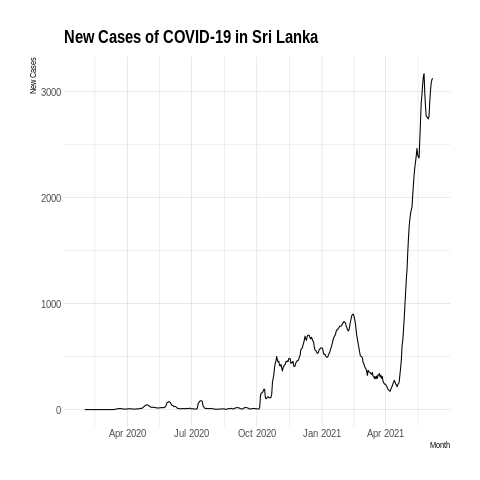 New Cases of COVID-19 in Sri Lanka
New Cases
3000
2000
1000
0
Apr 2020 Jul 2020 Oct 2020 Jan 2021 Apr 2021
Month